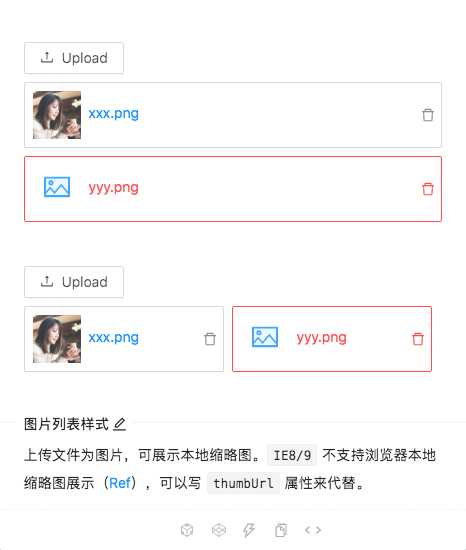 Upload
xxx.png
yyy.png
Upload
xxx.png
yyy.png
图片列表样式
上传文件为图片，可展示本地缩略图。 IE8/9 不支持浏览器本地
缩略图展示（Ref），可以写 thumbUrl 属性来代替。